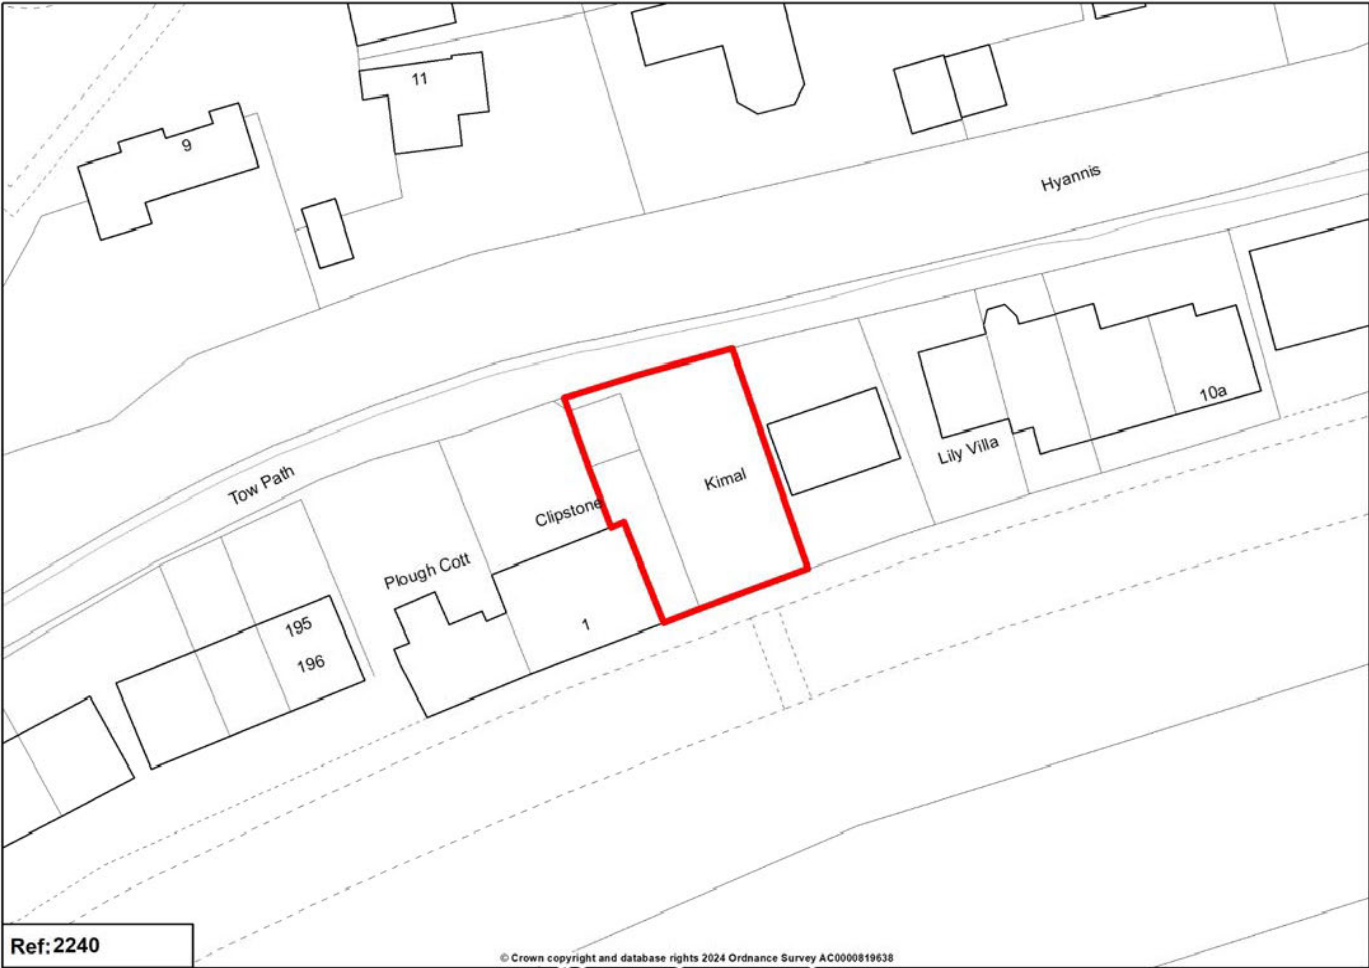 11
9
Hyannis
10a
Lily Villa
Kimal
Tow Path
Clipstone
Plough Cott
195
1
196
Ref:2240
© Crown copyright and database rights 2024 Ordnance Survey AC0000819638